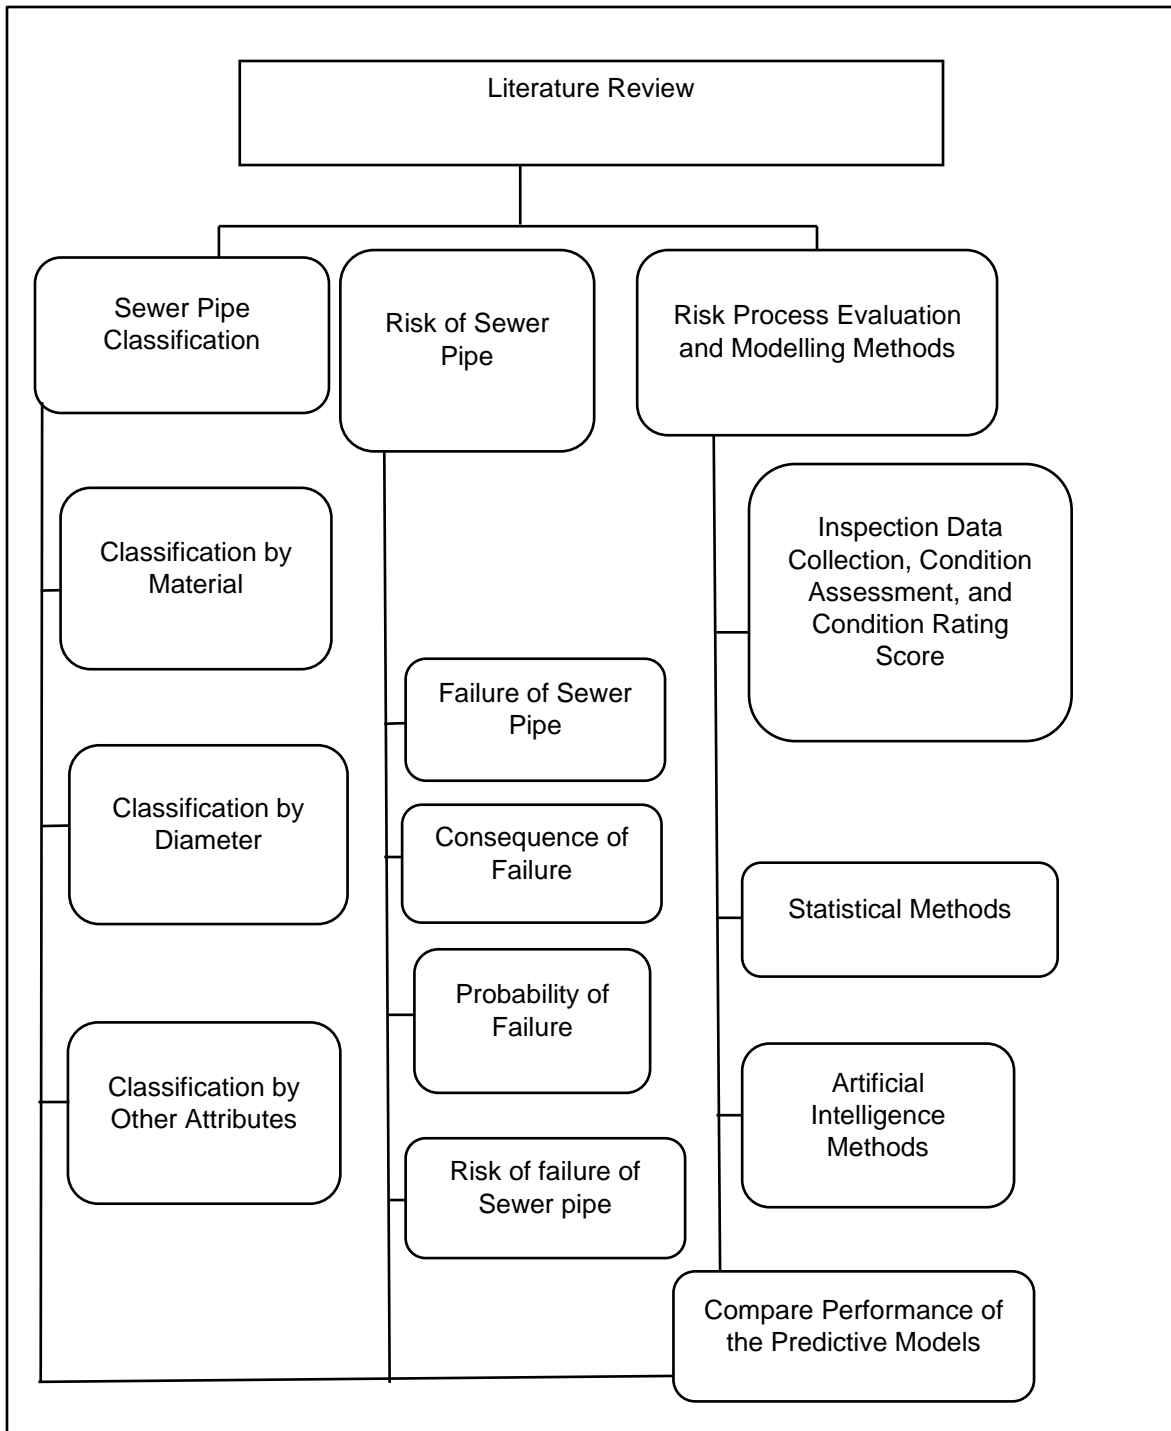 Literature Review
Sewer Pipe
Classification
Classification by
Material
Classification by
Diameter
Classification by
Other Attributes
Risk of Sewer
Pipe
Failure of Sewer
Pipe
Consequence of
Failure
Probability of
Failure
Risk of failure of
Sewer pipe
Risk Process Evaluation
and Modelling Methods
Inspection Data
Collection, Condition
Assessment, and
Condition Rating
Score
Statistical Methods
Artificial
Intelligence
Methods
Compare Performance of
the Predictive Models